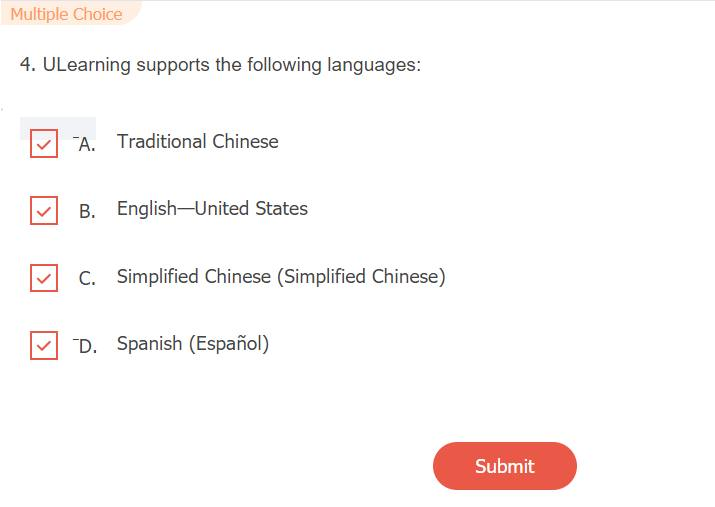 Multiple Choice
4. ULearning supports the following languages:
A. Traditional Chinese
B. English—United States
C. Simplified Chinese (Simplified Chinese)
D. Spanish (Español)
Submit